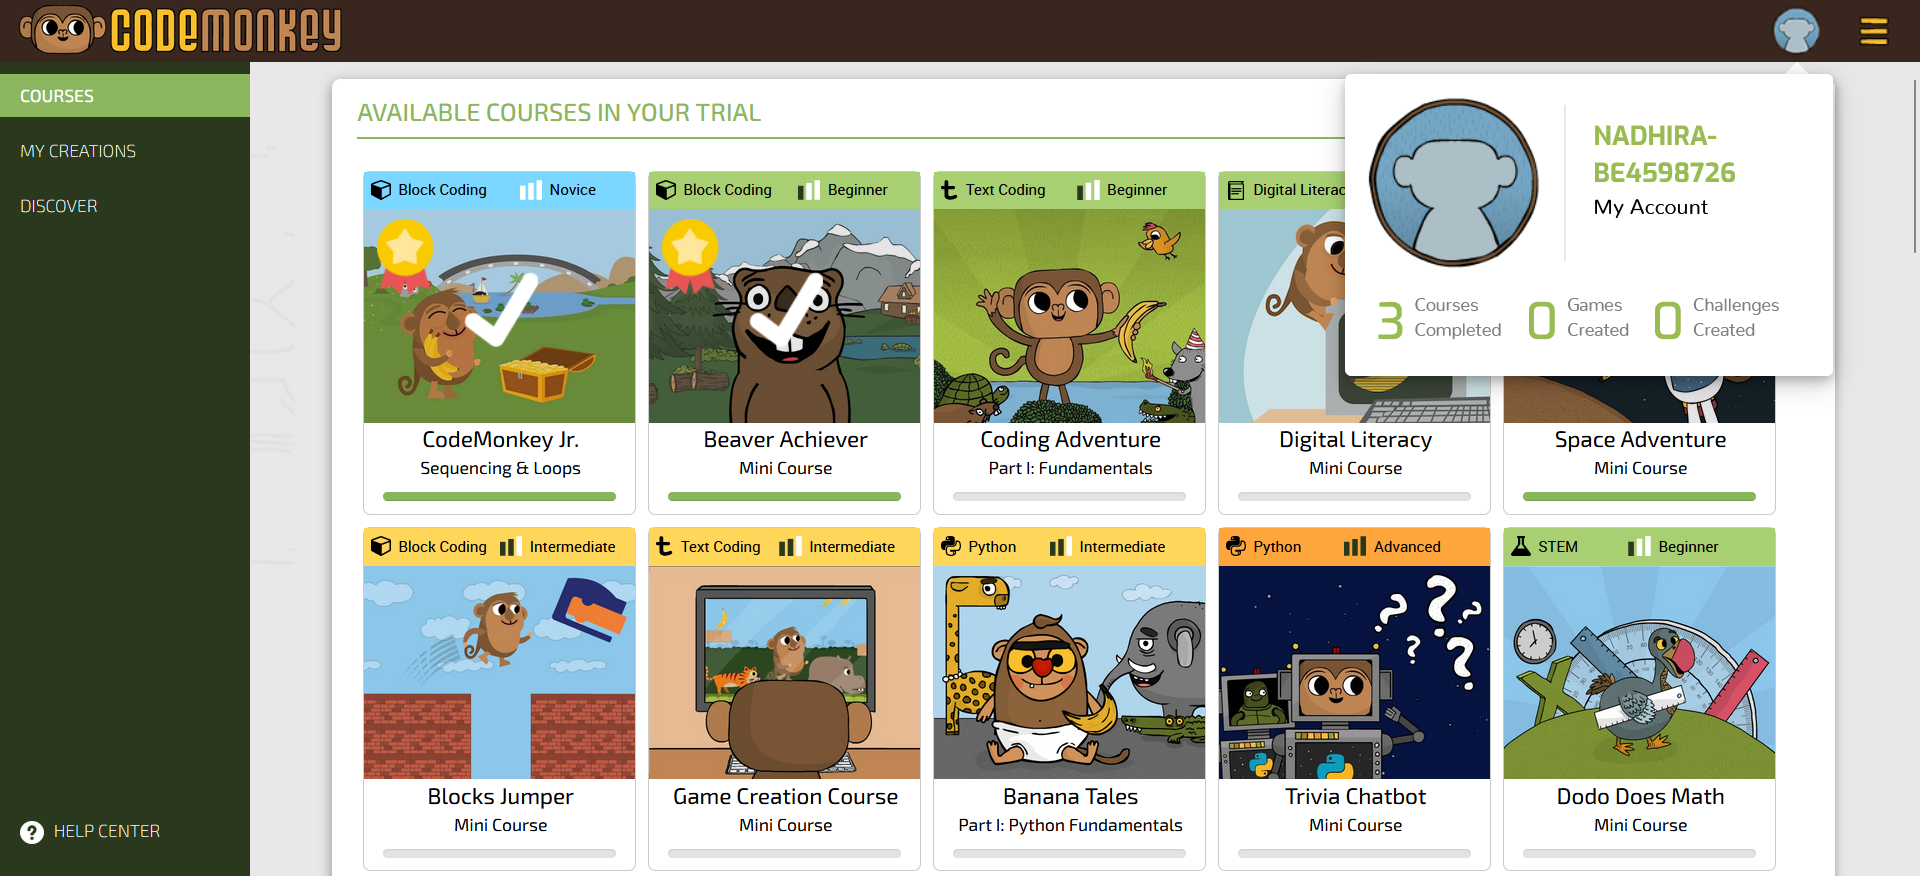 CODEMONKEY
COURSES
MY CREATIONS
DISCOVER
HELP CENTER
AVAILABLE COURSES IN YOUR TRIAL
NADHIRA-
BE4598726
My Account
3 Courses Completed
0 Games Created
0 Challenges Created
Block Coding Novice
CodeMonkey Jr.
Sequencing & Loops
Block Coding Beginner
Beaver Achiever
Mini Course
Text Coding Beginner
Coding Adventure
Part I: Fundamentals
Digital Literac
Digital Literacy
Mini Course
Space Adventure
Mini Course
Block Coding Intermediate
Blocks Jumper
Mini Course
Text Coding Intermediate
Game Creation Course
Mini Course
Python Intermediate
Banana Tales
Part I: Python Fundamentals
Python Advanced
Trivia Chatbot
Mini Course
STEM Beginner
Dodo Does Math
Mini Course